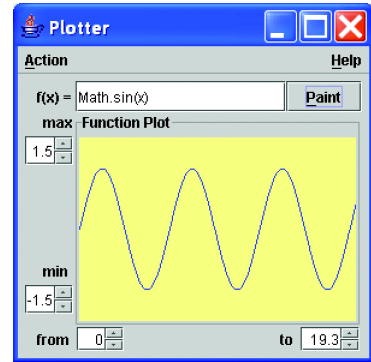 Plotter
Action Help
f(x) = Math.sin(x) Paint
max Function Plot
1.5
min
-1.5
from 0 to 19.3